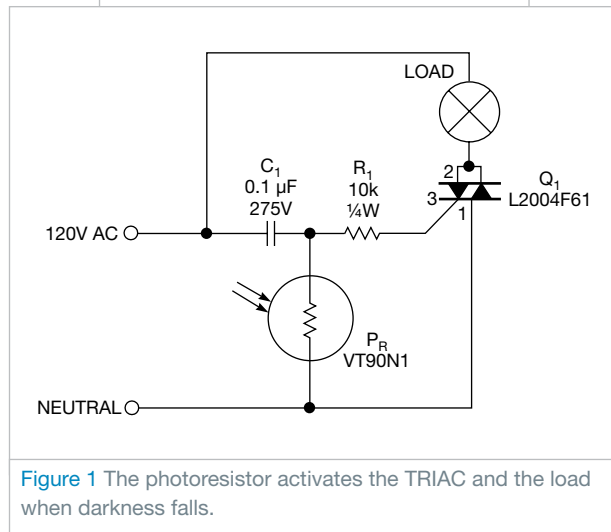 LOAD
C1
0.1 µF
275V
R1
10k
¼W
2
3
1
Q1
L2004F61
120V AC
PR
VT90N1
NEUTRAL
Figure 1 The photoresistor activates the TRIAC and the load
when darkness falls.